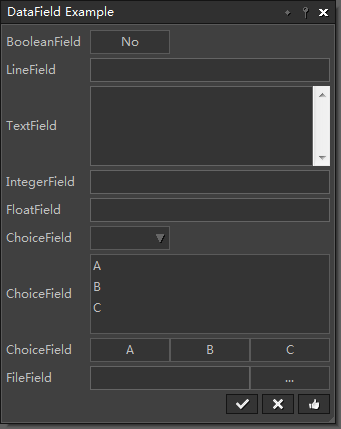 DataField Example
BooleanField No
LineField
TextField
IntegerField
FloatField
ChoiceField
ChoiceField
A
B
C
ChoiceField A B C
FileField ...